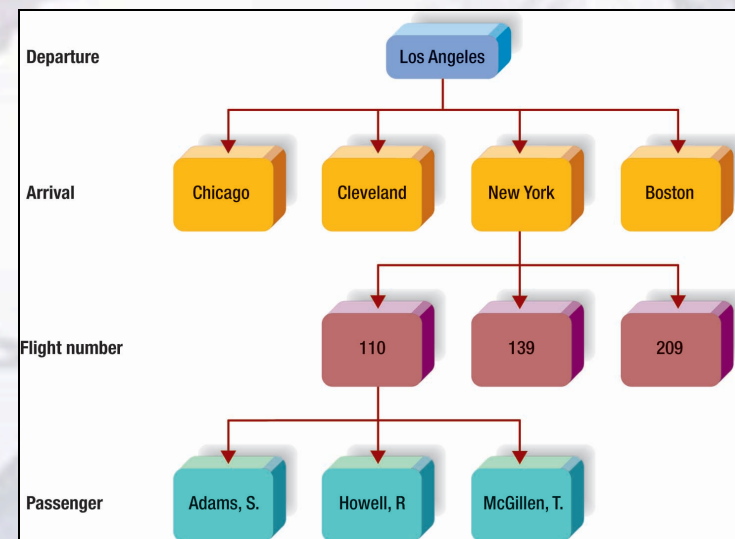 Departure
Los Angeles
Arrival
Chicago
Cleveland
New York
Boston
Flight number
110
139
209
Passenger
Adams, S.
Howell, R
McGillen, T.